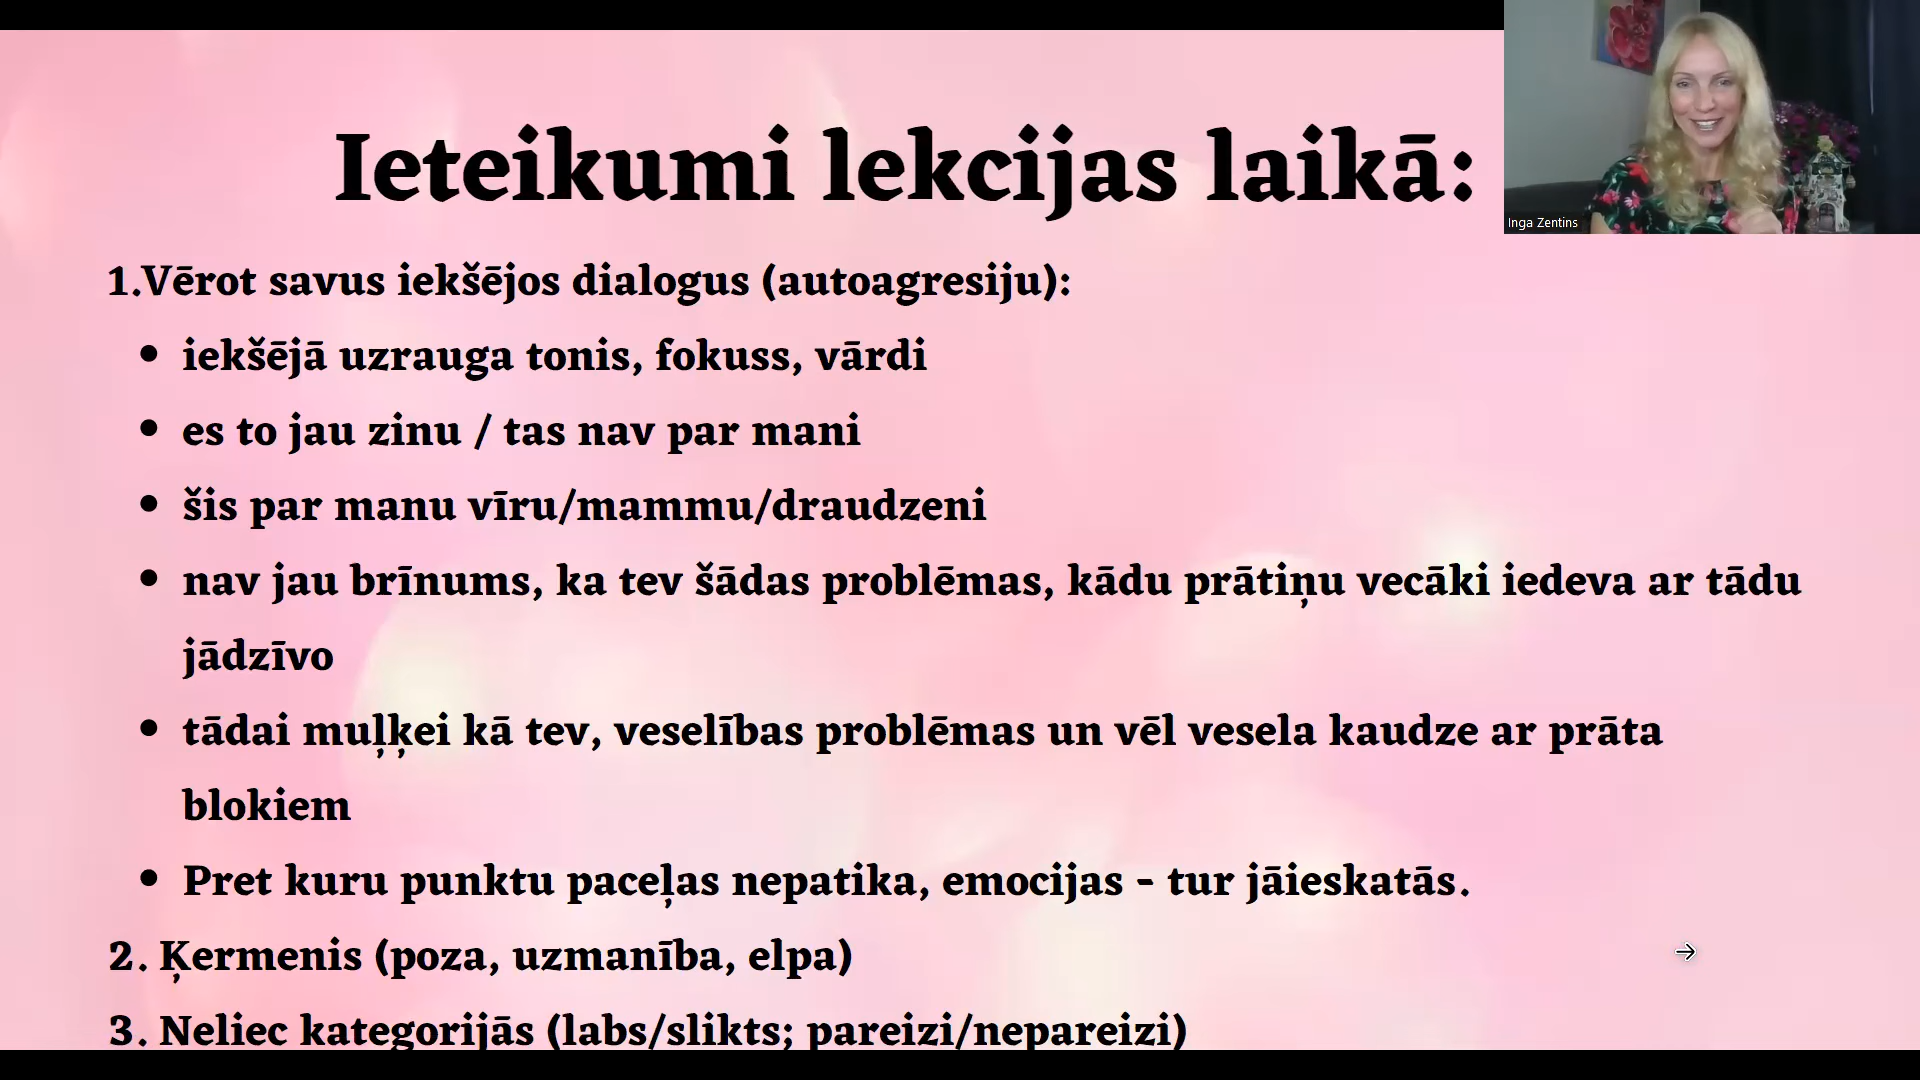 Ieteikumi lekcijas laikā:
Inga Zentins
1.Vērot savus iekšējos dialogus (autoagresiju):
• iekšējā uzrauga tonis, fokuss, vārdi
• es to jau zinu / tas nav par mani
• šis par manu vīru/mammu/draudzeni
• nav jau brīnums, ka tev šādas problēmas, kādu prātiņu vecāki iedeva ar tādu
jādzīvo
• tādai muļķei kā tev, veselības problēmas un vēl vesela kaudze ar prāta
blokiem
• Pret kuru punktu paceļas nepatika, emocijas - tur jāieskatās.
2. Ķermenis (poza, uzmanība, elpa)
3. Neliec kategorijās (labs/slikts; pareizi/nepareizi)